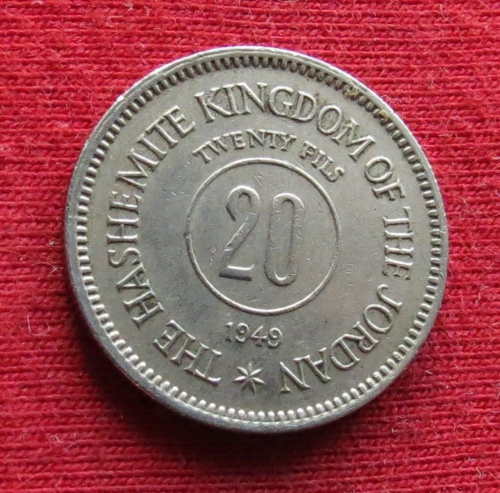 THE HASHEMITE KINGDOM OF THE JORDAN
TWENTY FILS
20
1949